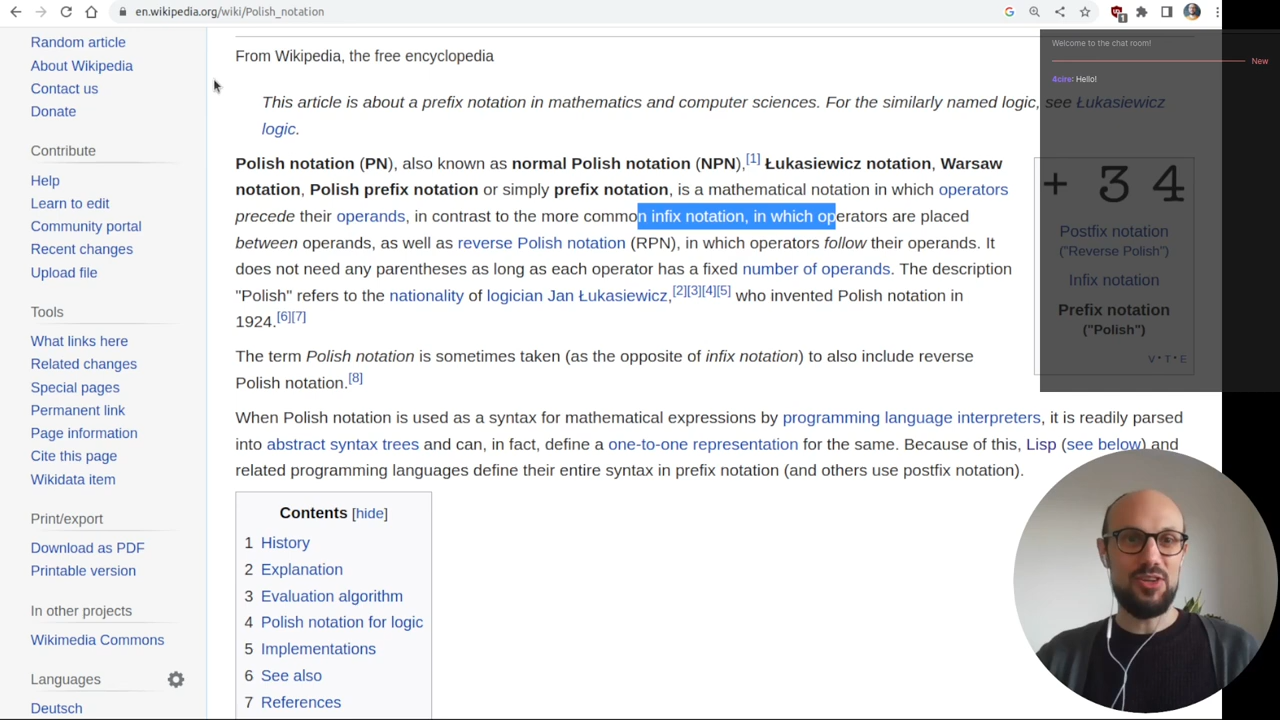 en.wikipedia.org/wiki/Polish_notation
1
Welcome to the chat room!
New
4cire: Hello!
Random article
About Wikipedia
Contact us
Donate
Contribute
Help
Learn to edit
Community portal
Recent changes
Upload file
Tools
What links here
Related changes
Special pages
Permanent link
Page information
Cite this page
Wikidata item
Print/export
Download as PDF
Printable version
In other projects
Wikimedia Commons
Languages
Deutsch
From Wikipedia, the free encyclopedia
This article is about a prefix notation in mathematics and computer sciences. For the similarly named logic, see Łukasiewicz
logic.
Polish notation (PN), also known as normal Polish notation (NPN),[1] Łukasiewicz notation, Warsaw
notation, Polish prefix notation or simply prefix notation, is a mathematical notation in which operators
precede their operands, in contrast to the more common infix notation, in which operators are placed
between operands, as well as reverse Polish notation (RPN), in which operators follow their operands. It
does not need any parentheses as long as each operator has a fixed number of operands. The description
"Polish" refers to the nationality of logician Jan Łukasiewicz,[2][3][4][5] who invented Polish notation in
1924.[6][7]
The term Polish notation is sometimes taken (as the opposite of infix notation) to also include reverse
Polish notation.[8]
When Polish notation is used as a syntax for mathematical expressions by programming language interpreters, it is readily parsed
into abstract syntax trees and can, in fact, define a one-to-one representation for the same. Because of this, Lisp (see below) and
related programming languages define their entire syntax in prefix notation (and others use postfix notation).
+ 3 4
Postfix notation
("Reverse Polish")
Infix notation
Prefix notation
("Polish")
V • T • E
Contents [hide]
1 History
2 Explanation
3 Evaluation algorithm
4 Polish notation for logic
5 Implementations
6 See also
7 References